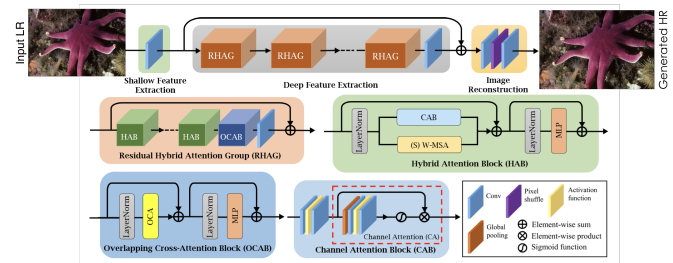 Input LR
Shallow Feature
Extraction
RHAG
RHAG
RHAG
Deep Feature Extraction
Image
Reconstruction
Generated HR
HAB
HAB
OCAB
Residual Hybrid Attention Group (RHAG)
LayerNorm
CAB
(S) W-MSA
LayerNorm
MLP
Hybrid Attention Block (HAB)
LayerNorm
OCA
LayerNorm
MLP
Overlapping Cross-Attention Block (OCAB)
Channel Attention (CA)
Channel Attention Block (CAB)
Conv
Pixel
shuffle
Activation
function
Global
pooling
Element-wise sum
Element-wise product
Sigmoid function